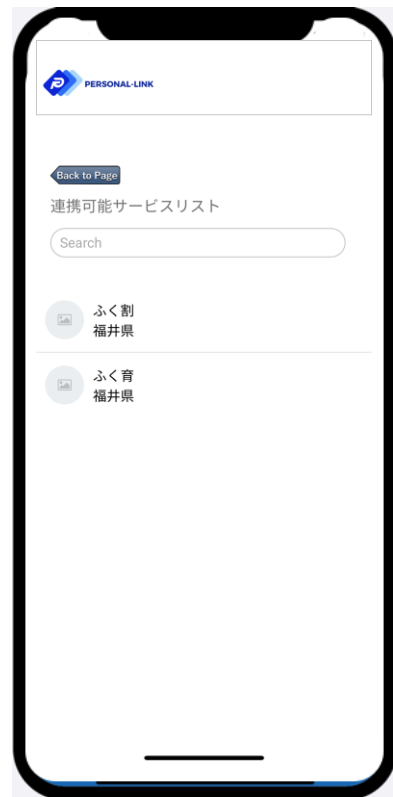 PERSONAL-LINK
Back to Page
連携可能サービスリスト
Search
ふく割
福井県
ふく育
福井県